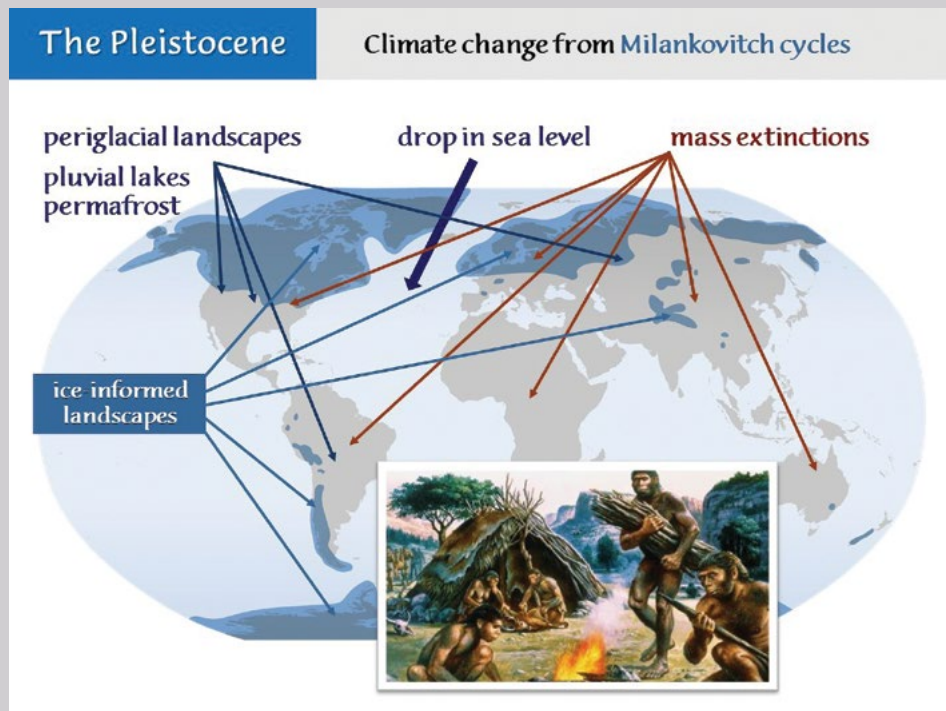 The Pleistocene
Climate change from Milankovitch cycles
periglacial landscapes
pluvial lakes
permafrost
drop in sea level
mass extinctions
ice-informed
landscapes